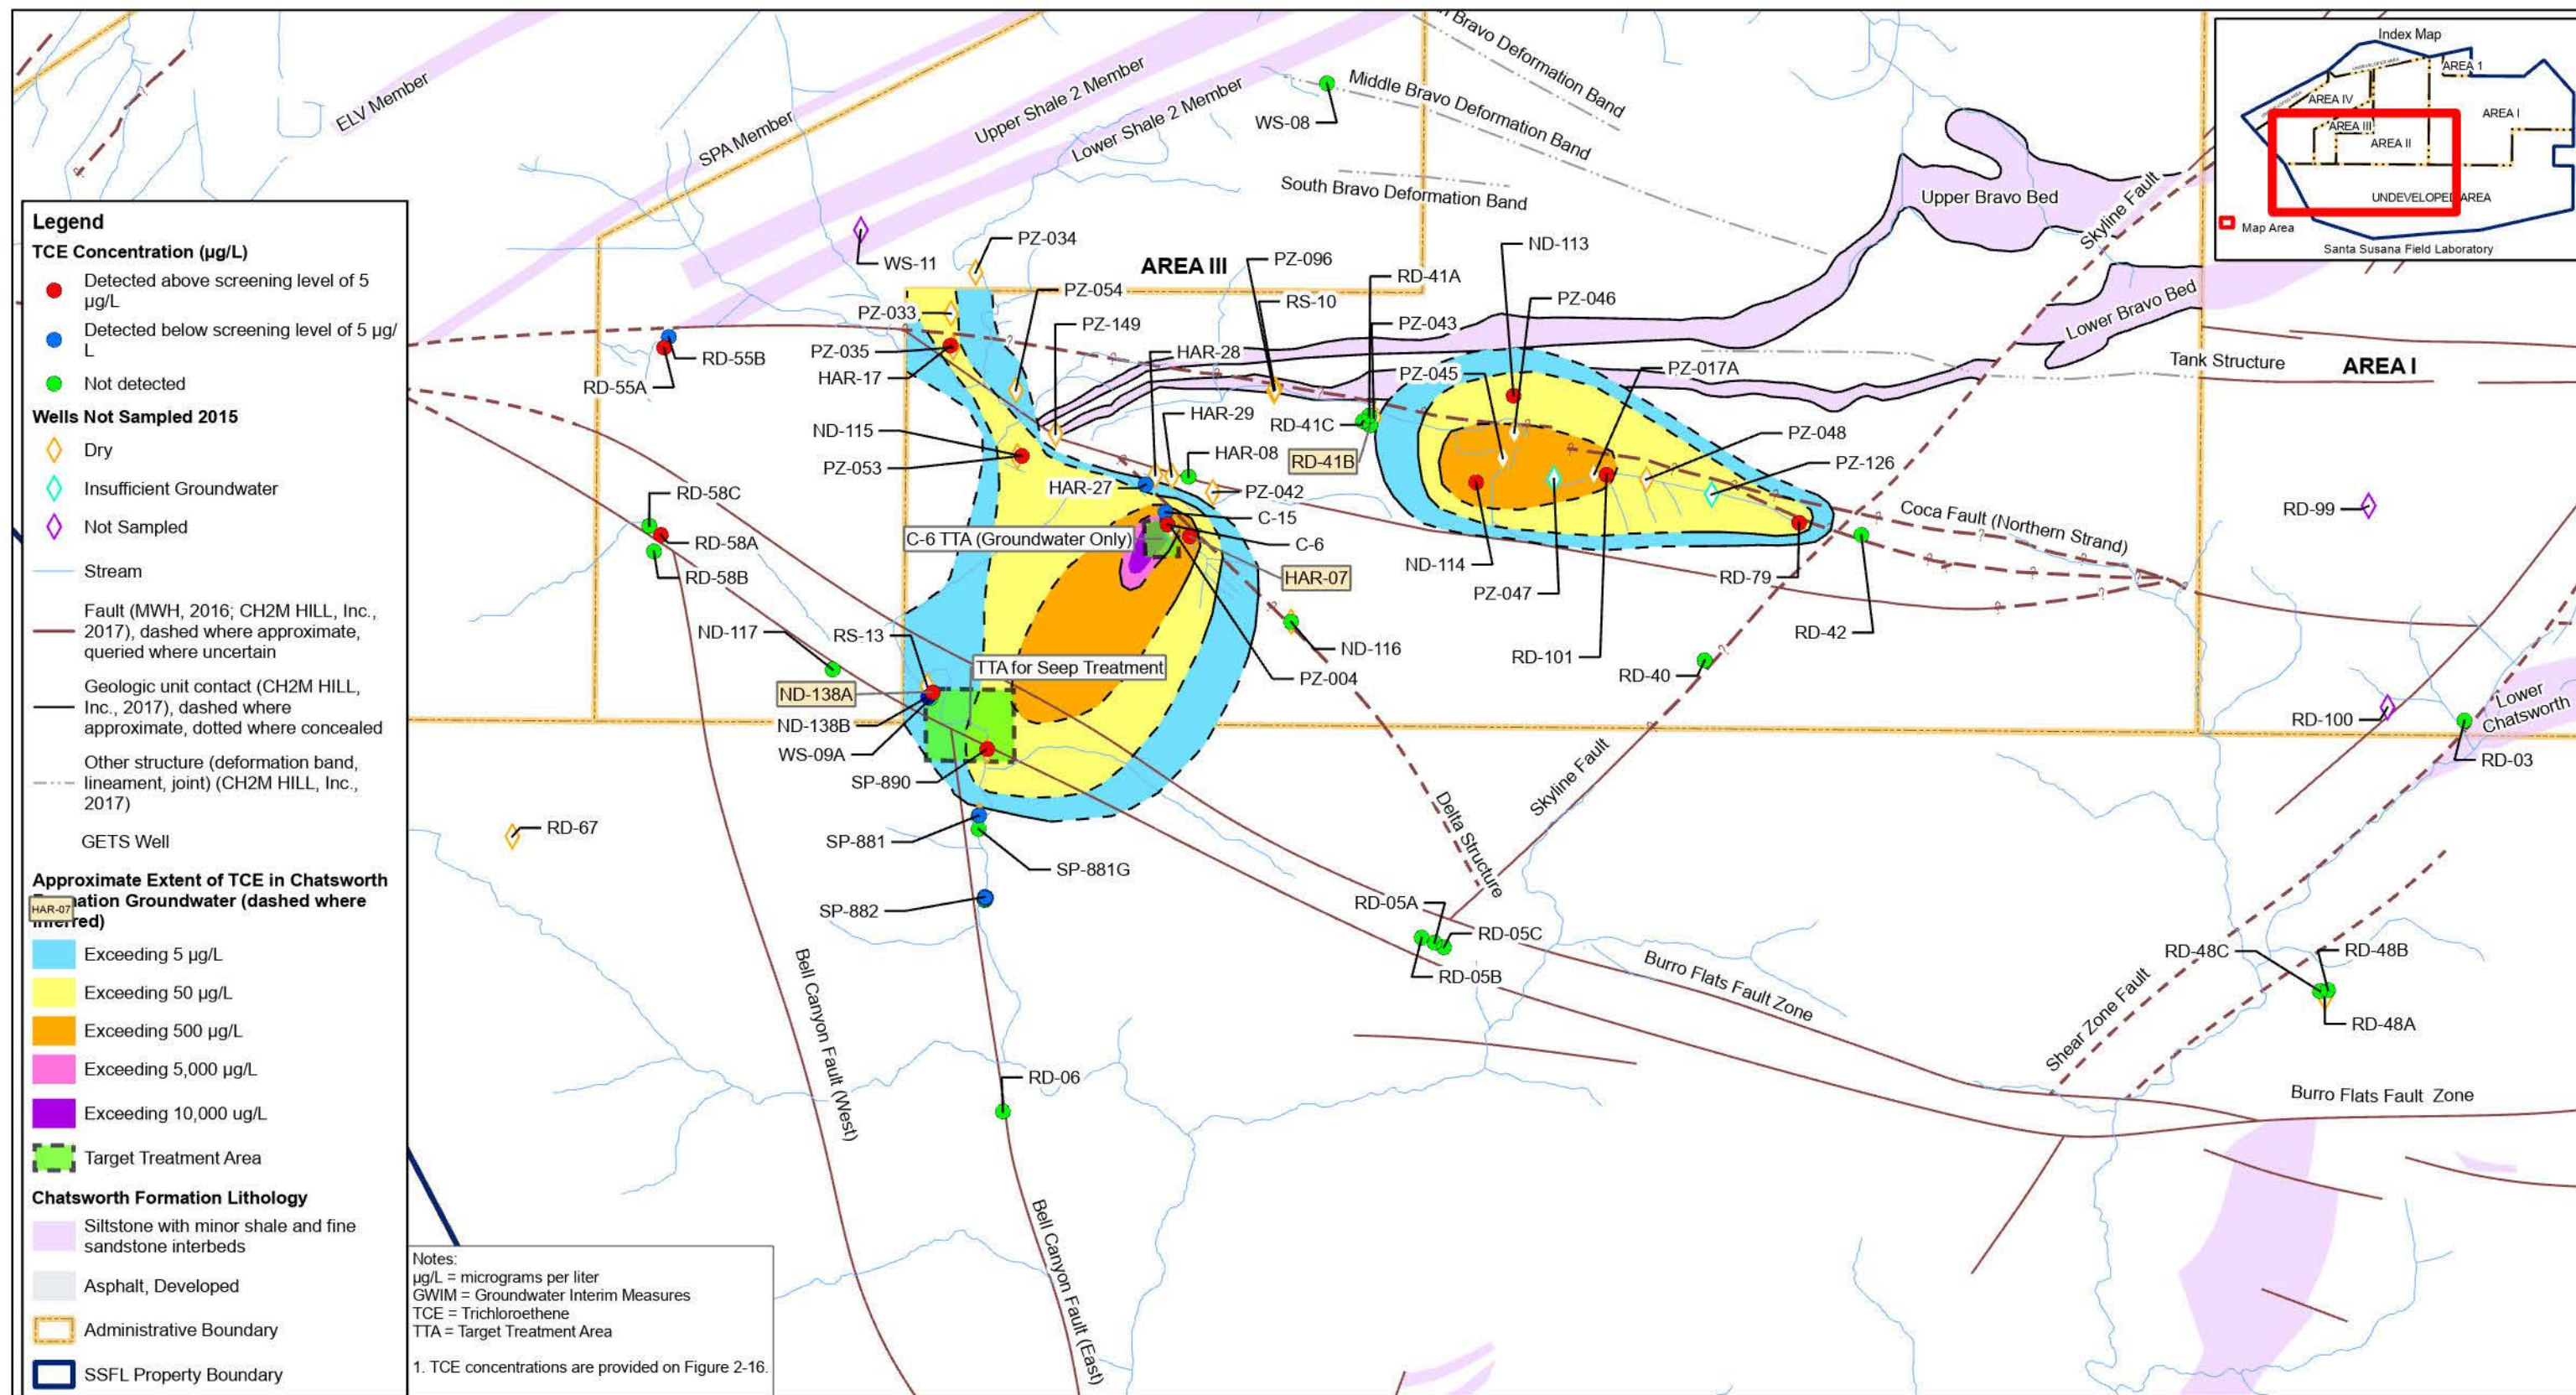 n Bravo Deformation Band
Middle Bravo Deformation Band
South Bravo Deformation Band
ELV Member
SPA Member
Upper Shale 2 Member
Lower Shale 2 Member
WS-08
Upper Bravo Bed
Lower Bravo Bed
Skyline Fault
Tank Structure
AREA I
AREA III
Index Map
UNDEVELOPED AREA
AREA 1
AREA IV
AREA I
AREA III
AREA II
UNDEVELOPED AREA
Map Area
Santa Susana Field Laboratory
WS-11
PZ-034
PZ-054
PZ-033
PZ-149
PZ-035
HAR-17
PZ-096
RS-10
HAR-28
HAR-29
HAR-08
HAR-27
PZ-042
C-15
C-6
HAR-07
C-6 TTA (Groundwater Only)
ND-115
PZ-053
RD-55B
RD-55A
RD-58C
RD-58A
RD-58B
RD-41A
PZ-043
RD-41C
RD-41B
ND-113
PZ-046
PZ-045
PZ-017A
PZ-048
PZ-126
ND-114
PZ-047
RD-101
RD-79
RD-42
RD-40
Coca Fault (Northern Strand)
RD-99
RD-100
RD-03
Lower
Chatsworth
ND-117
RS-13
TTA for Seep Treatment
ND-138A
ND-138B
WS-09A
SP-890
ND-116
PZ-004
RD-67
SP-881
SP-881G
SP-882
Delta Structure
Skyline Fault
RD-05A
RD-05C
RD-05B
Burro Flats Fault Zone
RD-48C
RD-48B
RD-48A
Shear Zone Fault
Burro Flats Fault Zone
RD-06
Bell Canyon Fault (West)
Bell Canyon Fault (East)
Legend
TCE Concentration (µg/L)
Detected above screening level of 5
µg/L
Detected below screening level of 5 µg/
L
Not detected
Wells Not Sampled 2015
Dry
Insufficient Groundwater
Not Sampled
Stream
Fault (MWH, 2016; CH2M HILL, Inc.,
2017), dashed where approximate,
queried where uncertain
Geologic unit contact (CH2M HILL,
Inc., 2017), dashed where
approximate, dotted where concealed
Other structure (deformation band,
lineament, joint) (CH2M HILL, Inc.,
2017)
GETS Well
Approximate Extent of TCE in Chatsworth
HAR-07
Groundwater (dashed where
Exceeding 5 µg/L
Exceeding 50 µg/L
Exceeding 500 µg/L
Exceeding 5,000 µg/L
Exceeding 10,000 ug/L
Target Treatment Area
Chatsworth Formation Lithology
Siltstone with minor shale and fine
sandstone interbeds
Asphalt, Developed
Administrative Boundary
SSFL Property Boundary
Notes:
µg/L = micrograms per liter
GWIM = Groundwater Interim Measures
TCE = Trichloroethene
TTA = Target Treatment Area
1. TCE concentrations are provided on Figure 2-16.